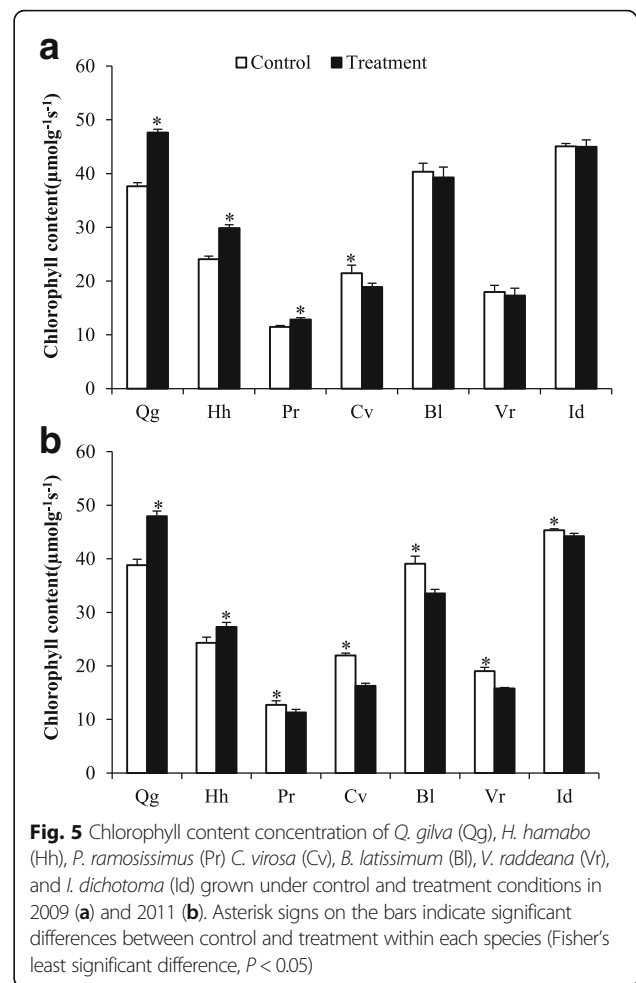 a
□ Control ■ Treatment
Chlorophyll content(μmolg⁻¹s⁻¹)
60
50
40
30
20
10
0
* * * *
Qg Hh Pr Cv Bl Vr Id
b
Chlorophyll content(μmolg⁻¹s⁻¹)
60
50
40
30
20
10
0
* * * * * * *
Qg Hh Pr Cv Bl Vr Id
Fig. 5 Chlorophyll content concentration of Q. gilva (Qg), H. hamabo
(Hh), P. ramosissimus (Pr) C. virosa (Cv), B. latissimum (Bl), V. raddeana (Vr),
and I. dichotoma (Id) grown under control and treatment conditions in
2009 (a) and 2011 (b). Asterisk signs on the bars indicate significant
differences between control and treatment within each species (Fisher's
least significant difference, P < 0.05)